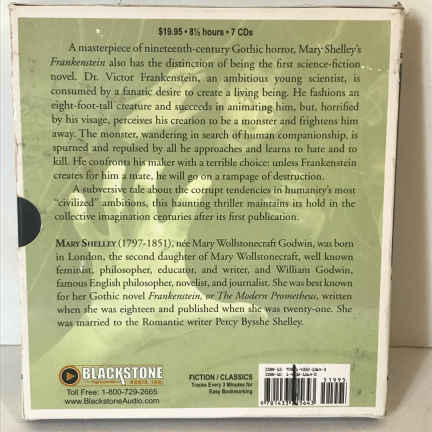 $19.95 • 8½ hours • 7 CDs
A masterpiece of nineteenth-century Gothic horror, Mary Shelley's
Frankenstein also has the distinction of being the first science-fiction
novel. Dr. Victor Frankenstein, an ambitious young scientist, is
consumed by a fanatic desire to create a living being. He fashions an
eight-foot-tall creature and succeeds in animating him, but, horrified
by his visage, perceives his creation to be a monster and frightens him
away. The monster, wandering in search of human companionship, is
spurned and repulsed by all he approaches and learns to hate and to
kill. He confronts his maker with a terrible choice: unless Frankenstein
creates for him a mate, he will go on a rampage of destruction.
A subversive tale about the corrupt tendencies in humanity's most
"civilized" ambitions, this haunting thriller maintains its hold in the
collective imagination centuries after its first publication.
MARY SHELLEY (1797-1851), née Mary Wollstonecraft Godwin, was born
in London, the second daughter of Mary Wollstonecraft, well known
feminist, philosopher, educator, and writer, and William Godwin,
famous English philosopher, novelist, and journalist. She was best known
for her Gothic novel Frankenstein, or The Modern Prometheus, written
when she was eighteen and published when she was twenty-one. She
was married to the Romantic writer Percy Bysshe Shelley.
BLACKSTONE
AUDIO, INC.
Toll Free: 1-800-729-2665
www.BlackstoneAudio.com
FICTION / CLASSICS
Tracks Every 3 Minutes for
Easy Bookmarking
31995